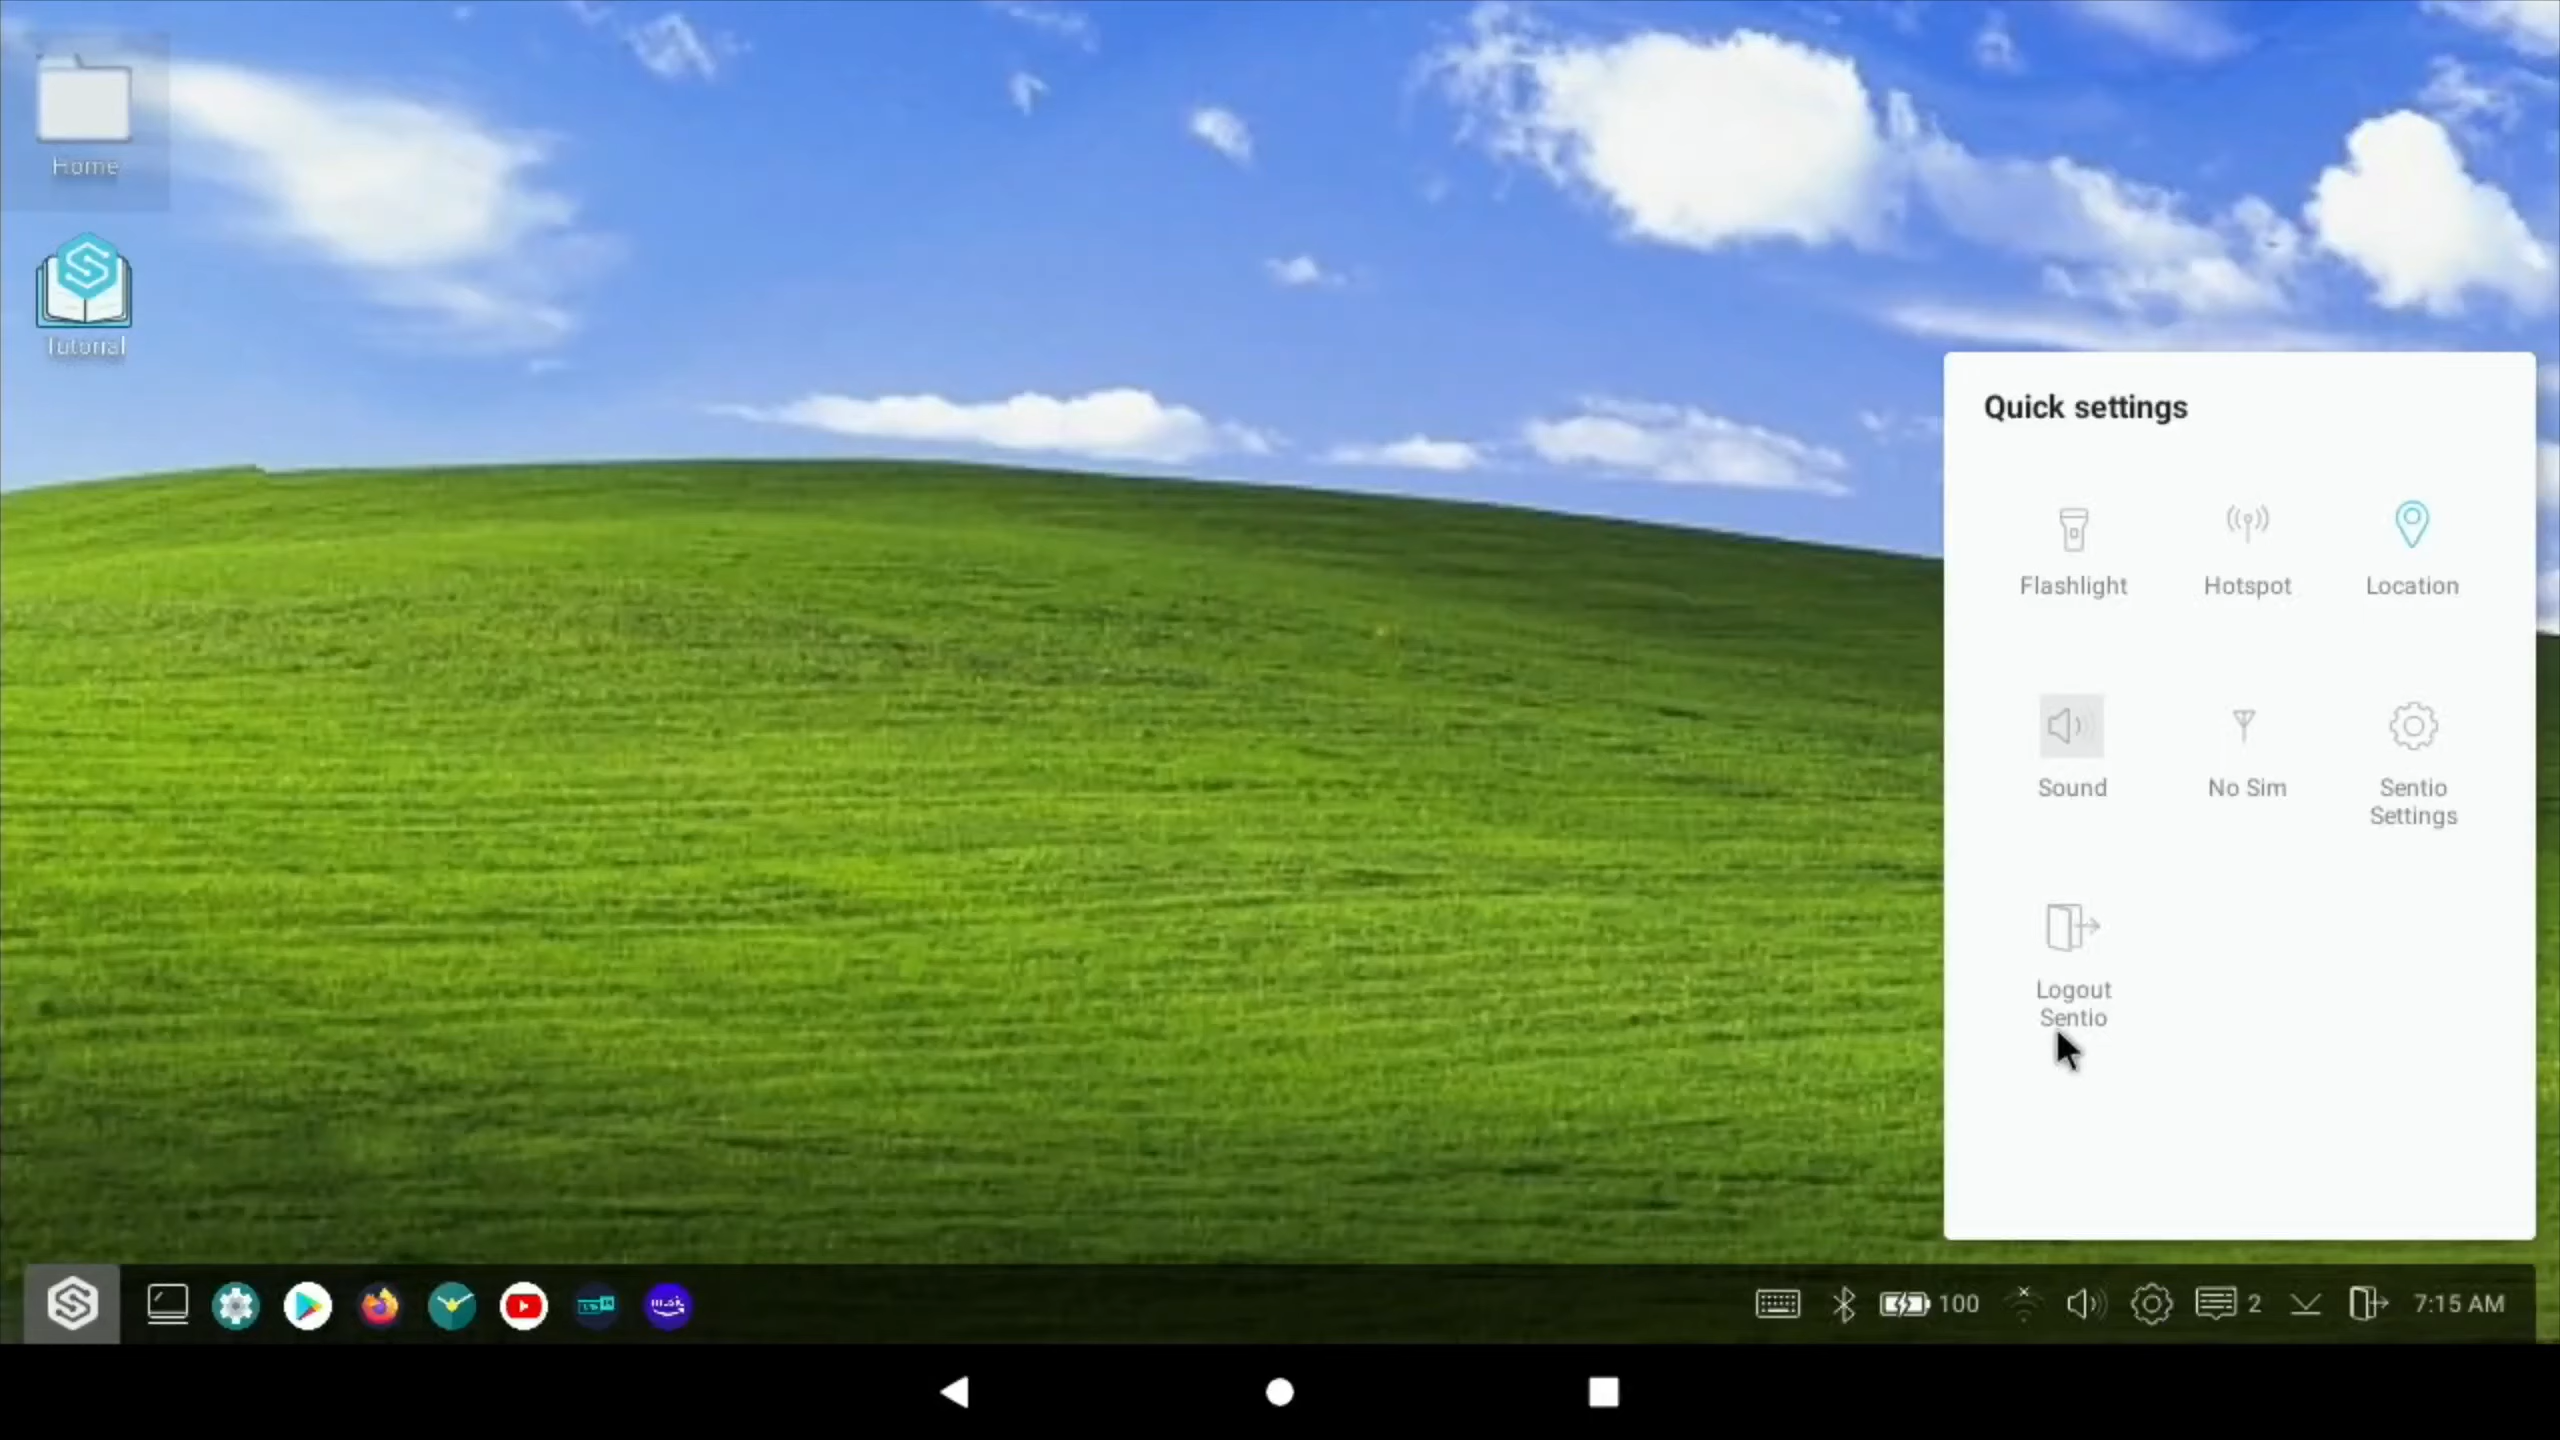 Home
Tutorial
Quick settings
Flashlight
Hotspot
Location
Sound
No Sim
Sentio
Settings
Logout
Sentio
music
100
2
7:15 AM